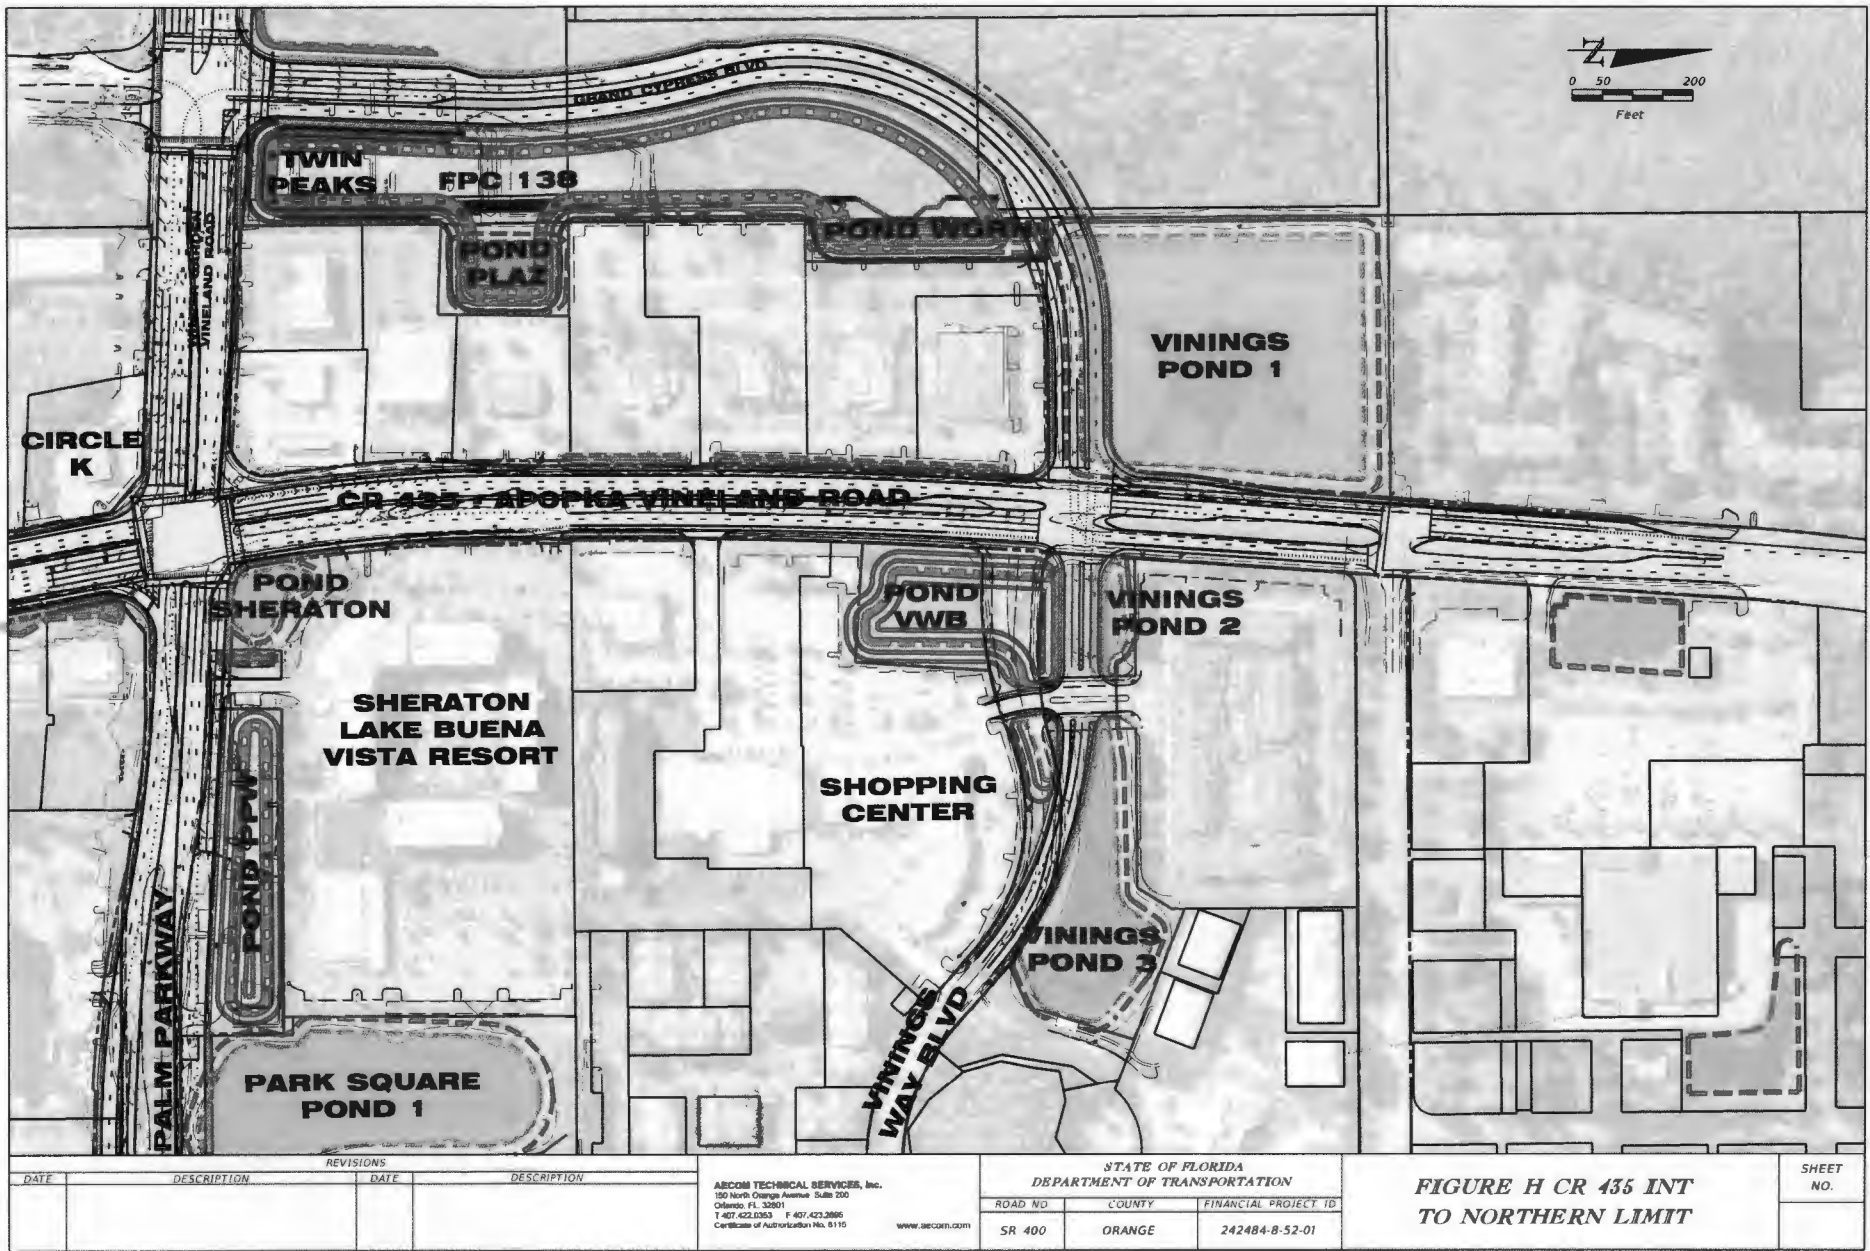 GRAND CYPRESS BLVD
Z
0 50 200
Feet
TWIN
PEAKS
FPC 138
POND WGRN
POND
PLAZ
VINELAND ROAD
VININGS
POND 1
CIRCLE
K
CR 435 - APOPKA VINELAND ROAD
POND
SHERATON
POND
VWB
VININGS
POND 2
SHERATON
LAKE BUENA
VISTA RESORT
SHOPPING
CENTER
POND PPW
PALM PARKWAY
VININGS
POND 3
VININGS
WAY BLVD
PARK SQUARE
POND 1
REVISIONS
DATE DESCRIPTION DATE DESCRIPTION
AECOM TECHNICAL SERVICES, Inc.
150 North Orange Avenue Suite 200
Orlando, FL. 32801
T 407.422.0353 F 407.423.2695
Certificate of Authorization No. 8115
www.aecom.com
STATE OF FLORIDA
DEPARTMENT OF TRANSPORTATION
ROAD NO COUNTY FINANCIAL PROJECT ID
SR 400 ORANGE 242484-8-52-01
FIGURE H CR 435 INT
TO NORTHERN LIMIT
SHEET
NO.